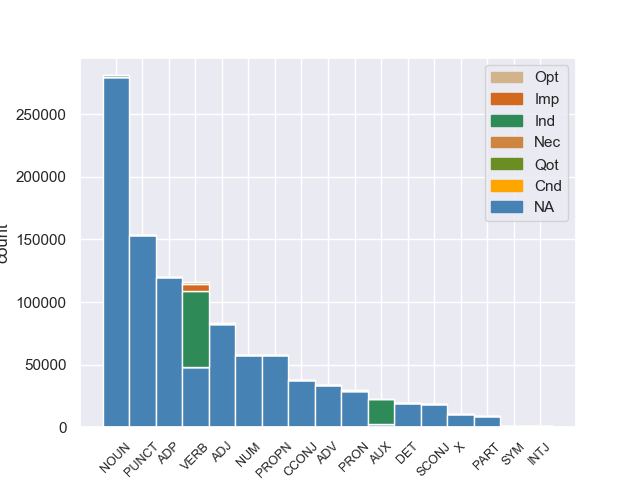 Opt
Imp
Ind
Nec
Qot
Cnd
NA
250000
200000
150000
100000
50000
0
count
NOUN
PUNCT
ADP
VERB
ADJ
NUM
PROPN
CCONJ
ADV
PRON
AUX
DET
SCONJ
X
PART
SYM
INTJ